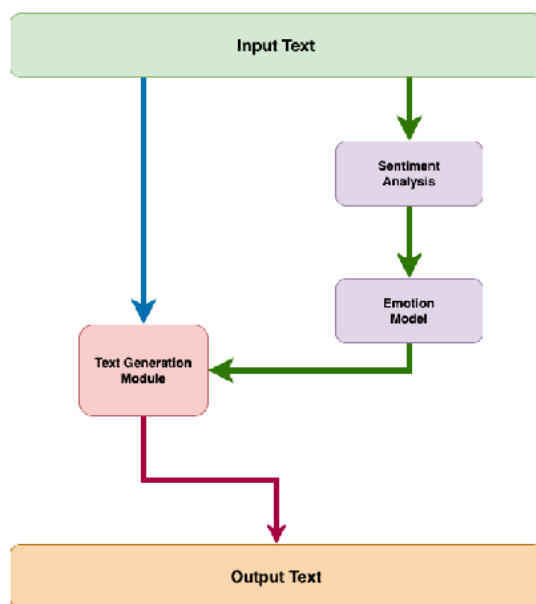 Input Text
Sentiment
Analysis
Emotion
Model
Text Generation
Module
Output Text